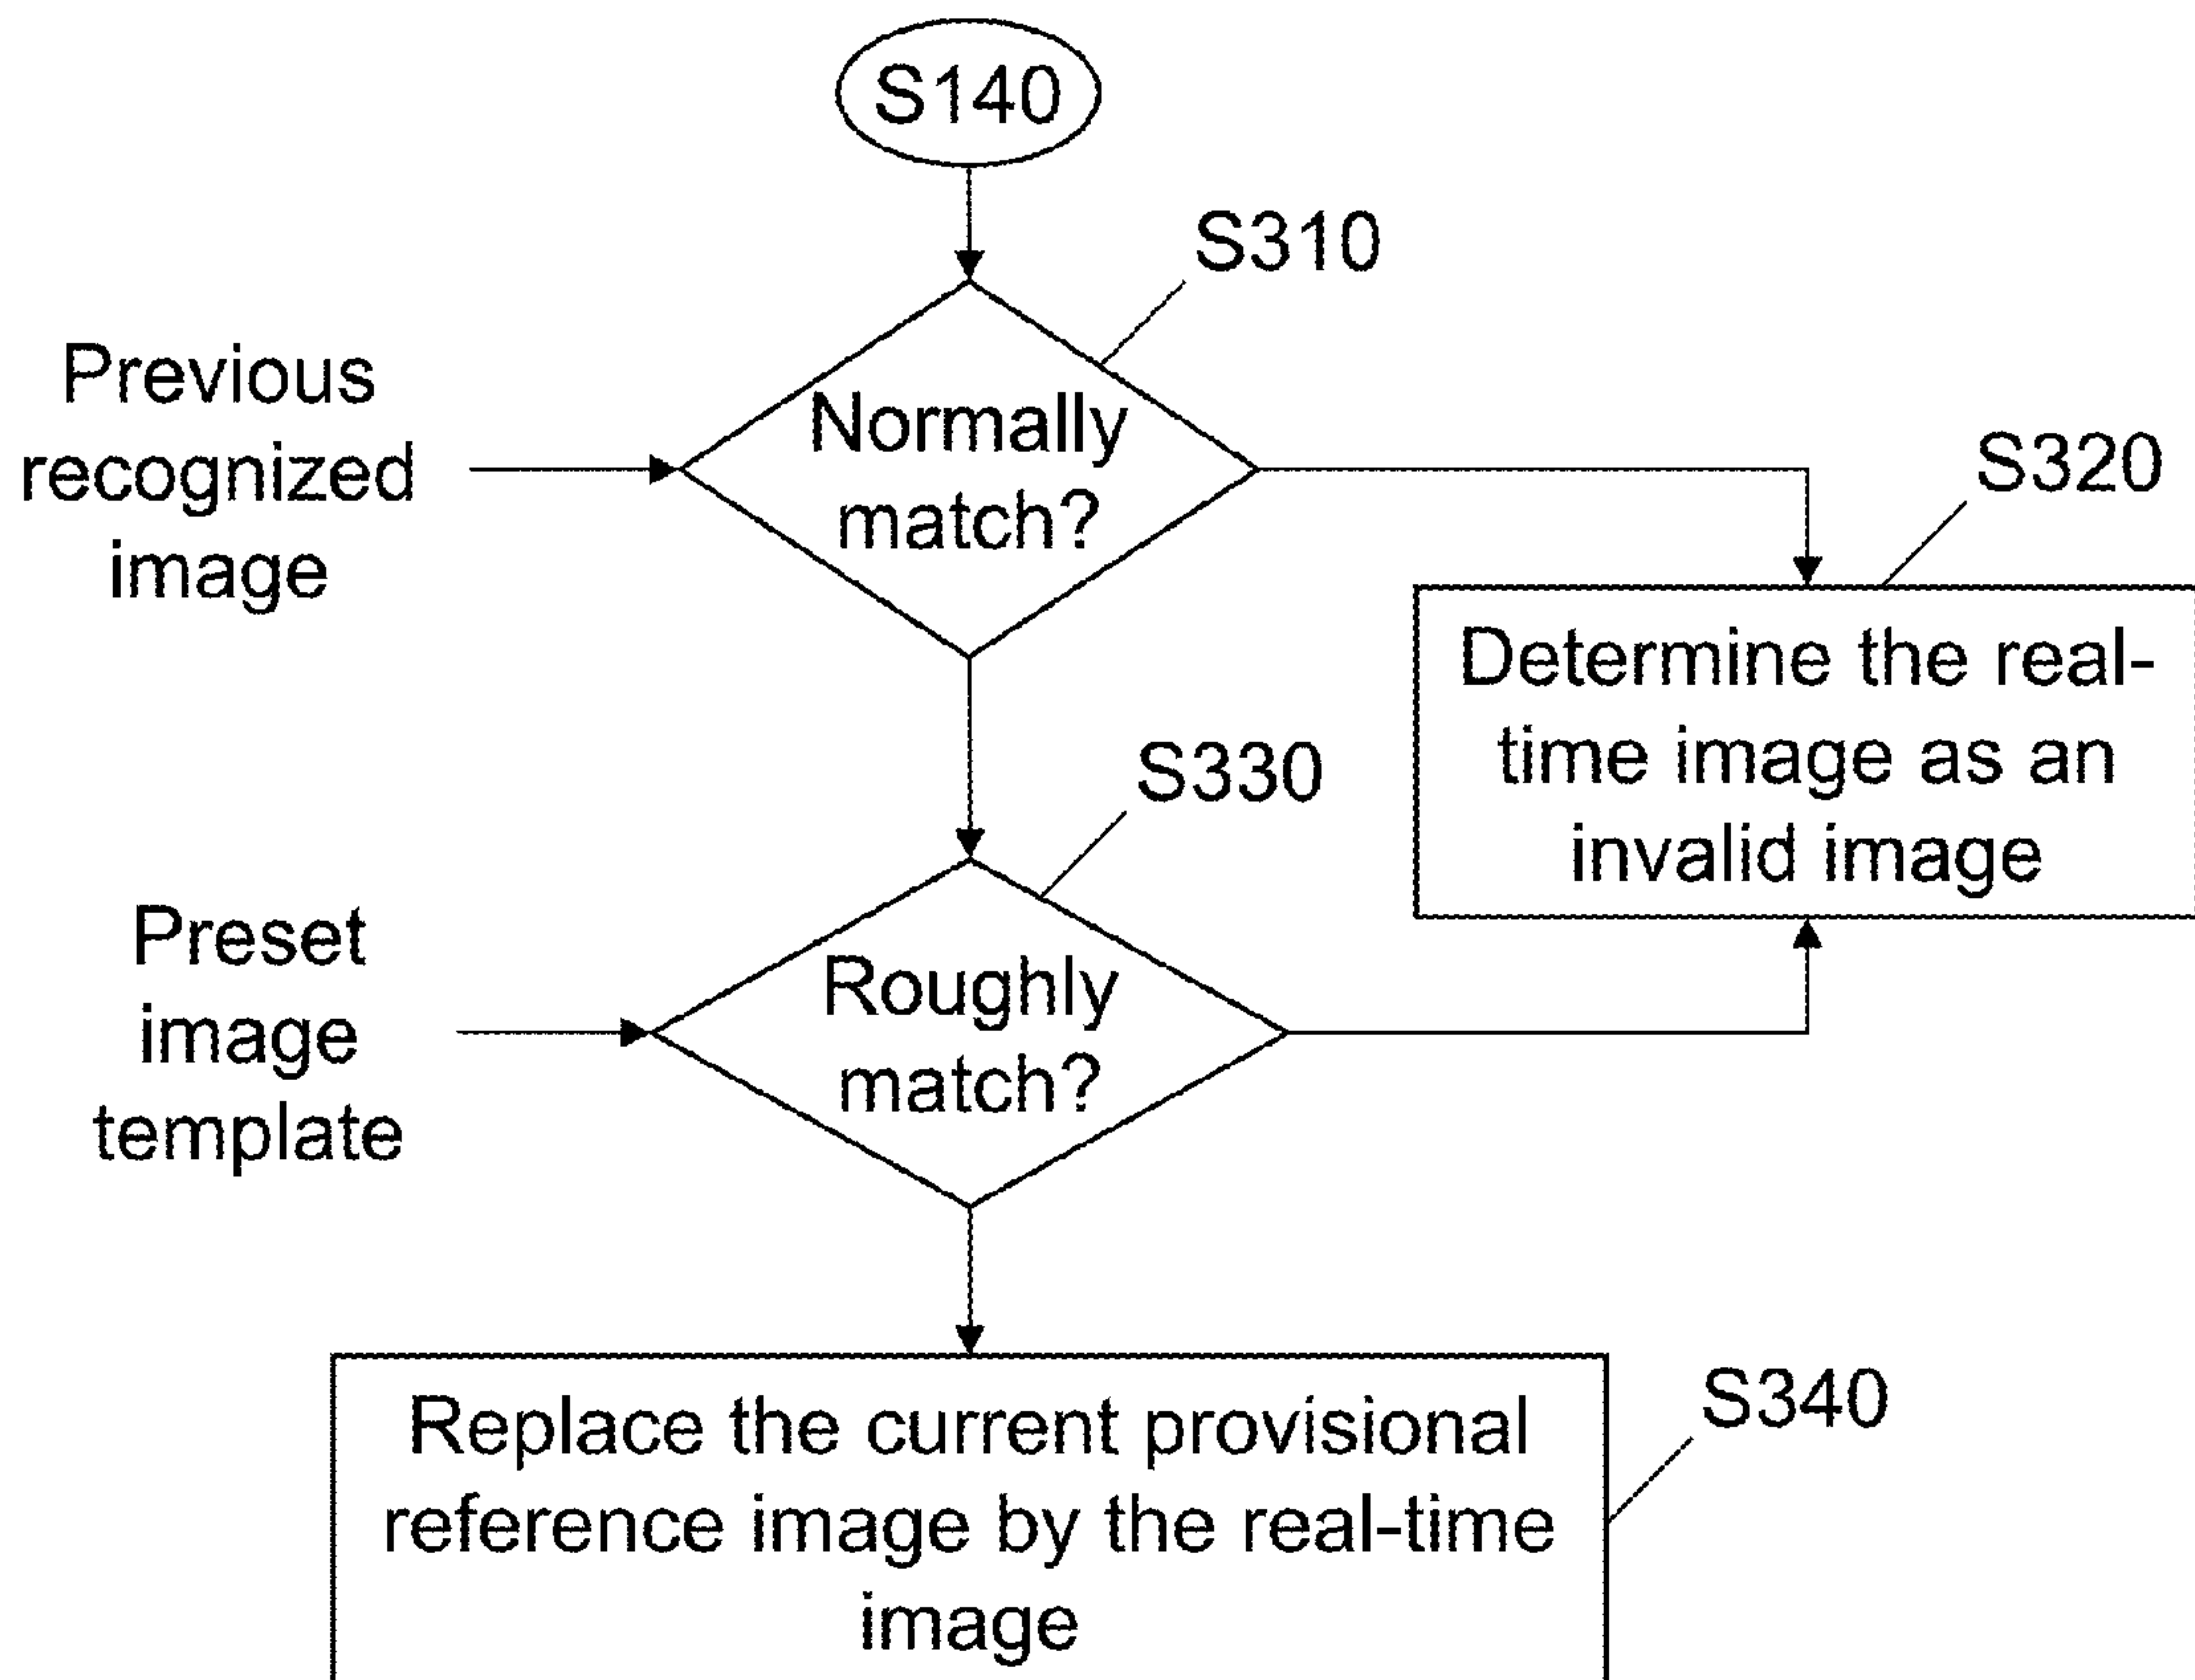 S140
S310
Previous
recognized
image
Normally
match?
S320
Determine the real-
time image as an
invalid image
S330
Preset
image
template
Roughly
match?
Replace the current provisional
reference image by the real-time
image
S340